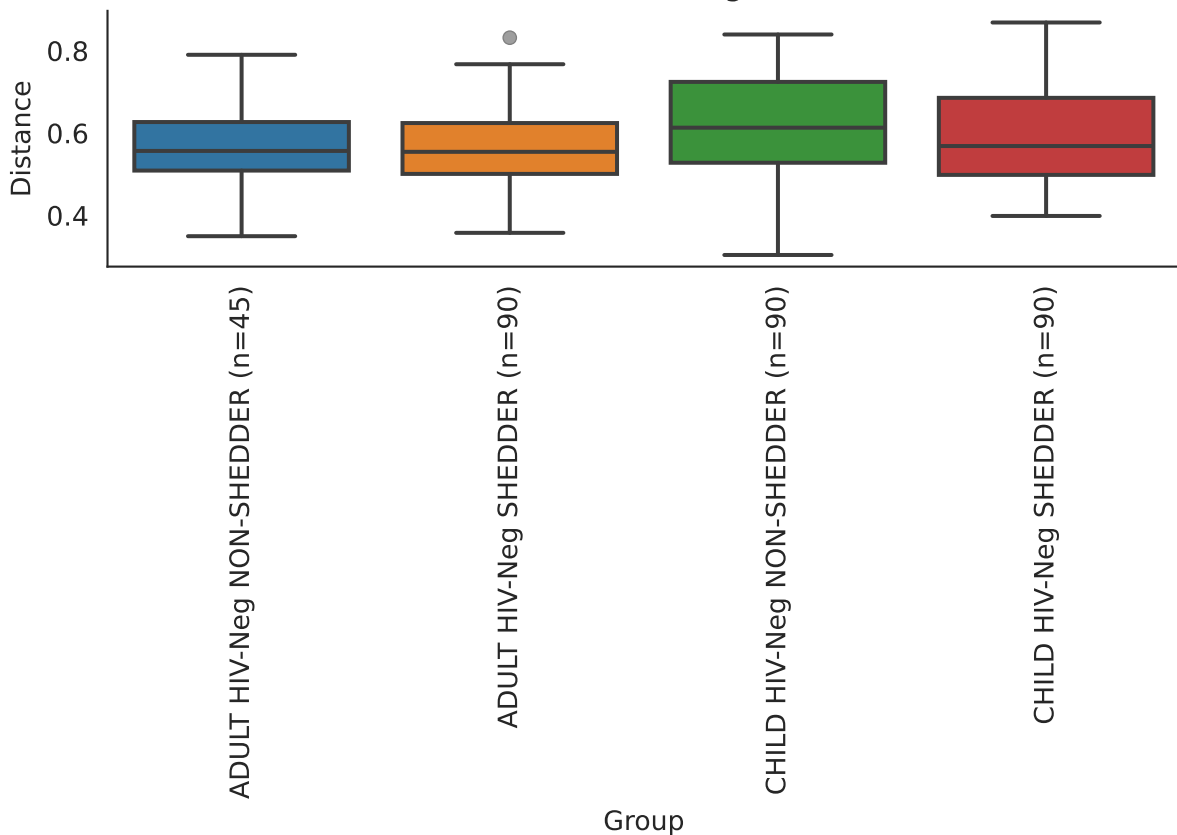 0.8
0.6
0.4
Distance
ADULT HIV-Neg NON-SHEDDER (n=45)
ADULT HIV-Neg SHEDDER (n=90)
CHILD HIV-Neg NON-SHEDDER (n=90)
CHILD HIV-Neg SHEDDER (n=90)
Group